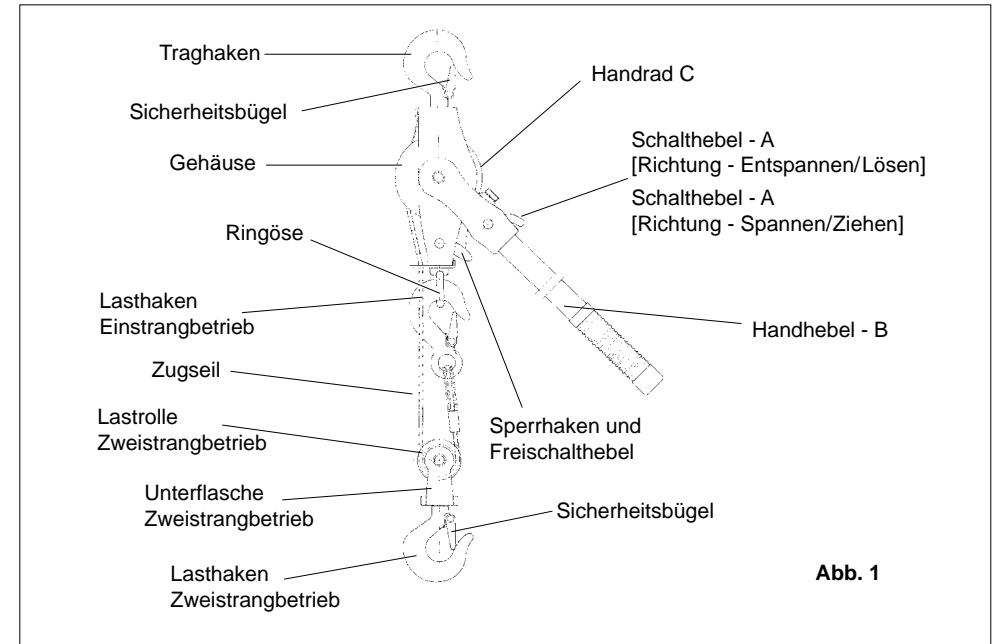 Traghaken
Sicherheitsbügel
Gehäuse
Ringöse
Lasthaken
Einstrangbetrieb
Zugseil
Lastrolle
Zweistrangbetrieb
Unterflasche
Zweistrangbetrieb
Lasthaken
Zweistrangbetrieb
Handrad C
Schalthebel - A
[Richtung - Entspannen/Lösen]
Schalthebel - A
[Richtung - Spannen/Ziehen]
Handhebel - B
Sperrhaken und
Freischalthebel
Sicherheitsbügel
Abb. 1